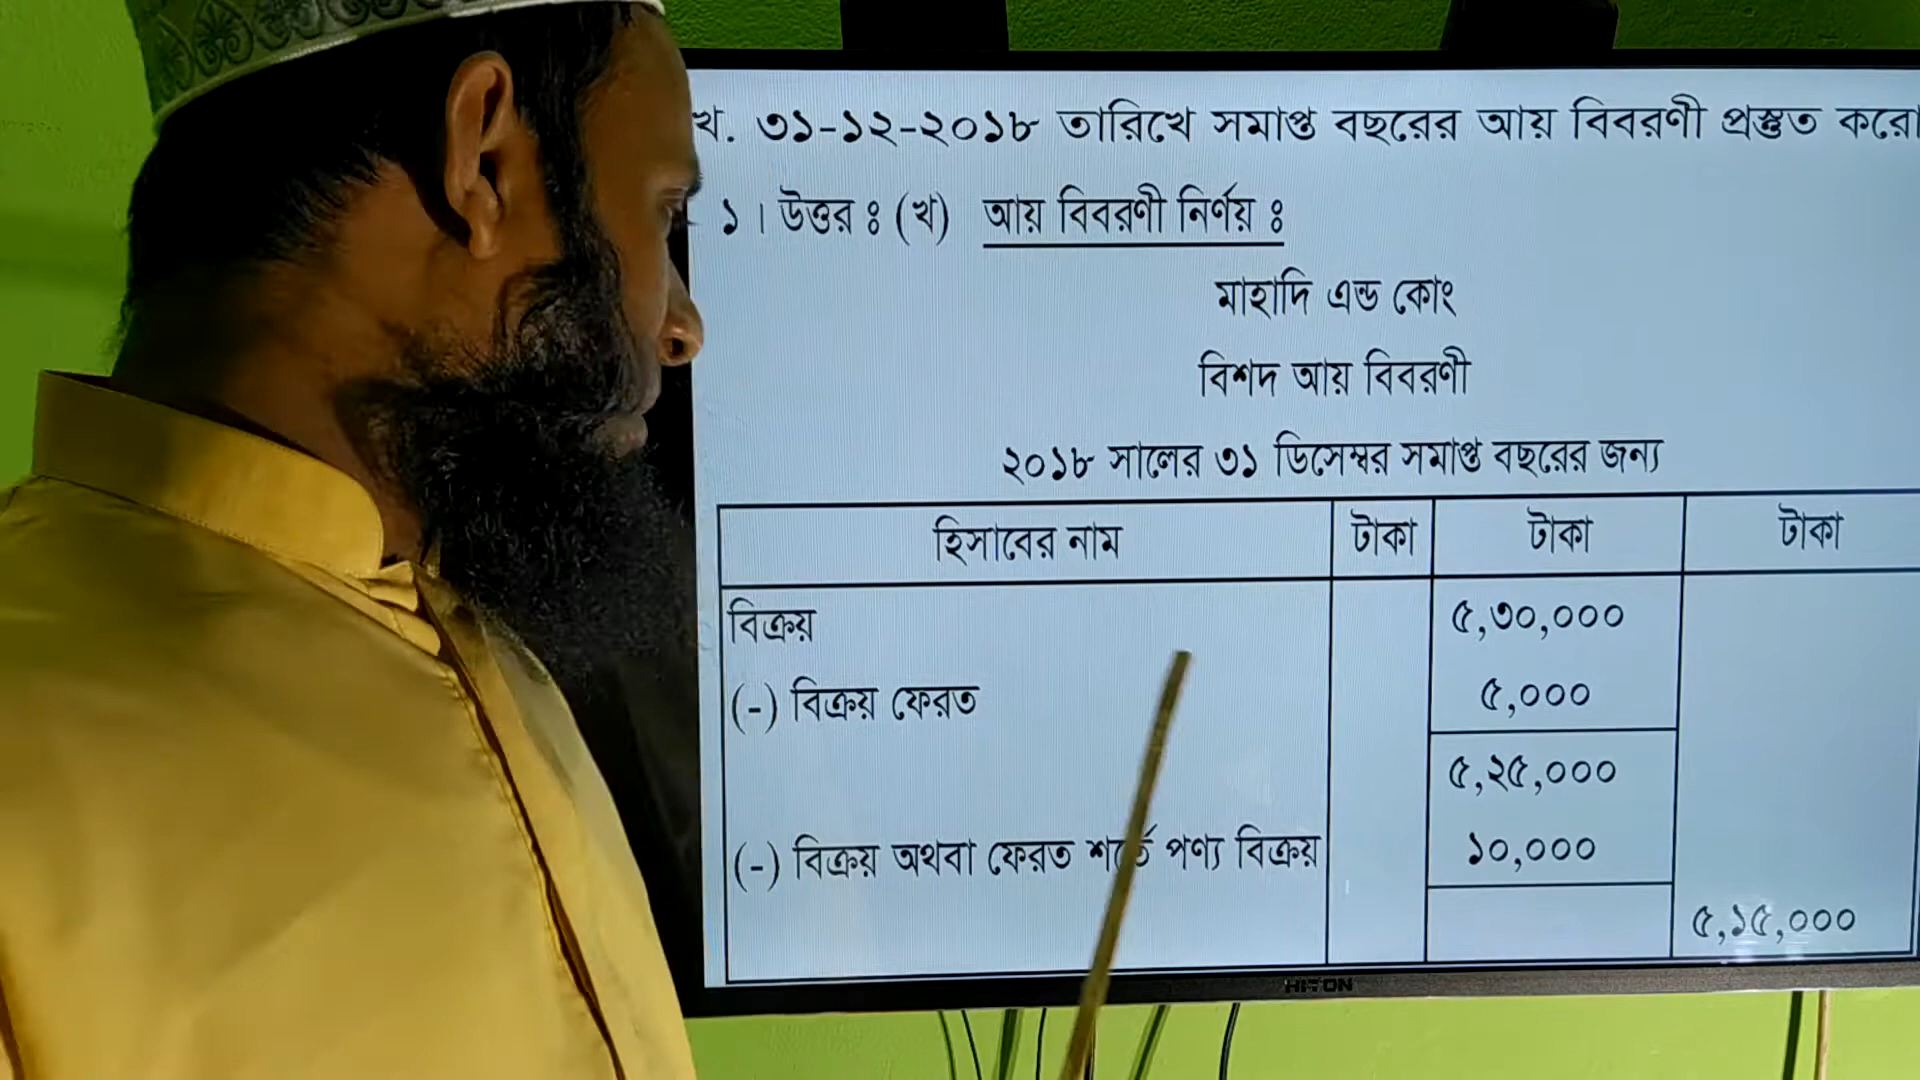 খ. ৩১-১২-২০১৮ তারিখে সমাপ্ত বছরের আয় বিবরণী প্রস্তুত করো
১। উত্তর ঃ (খ) আয় বিবরণী নির্ণয় ঃ
মাহাদি এন্ড কোং
বিশদ আয় বিবরণী
২০১৮ সালের ৩১ ডিসেম্বর সমাপ্ত বছরের জন্য
হিসাবের নাম টাকা টাকা টাকা
বিক্রয় ৫,৩০,০০০
(-) বিক্রয় ফেরত ৫,০০০
৫,২৫,০০০
(-) বিক্রয় অথবা ফেরত শর্তে পণ্য বিক্রয় ১০,০০০
৫,১৫,০০০
HITON